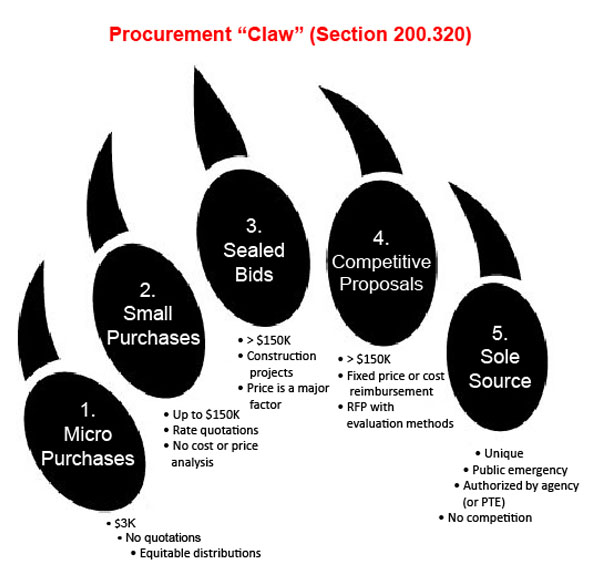 Procurement “Claw” (Section 200.320)
1.
Micro
Purchases
• $3K
• No quotations
• Equitable distributions
2.
Small
Purchases
• Up to $150K
• Rate quotations
• No cost or price
analysis
3.
Sealed
Bids
• > $150K
• Construction
projects
• Price is a major
factor
4.
Competitive
Proposals
• > $150K
• Fixed price or cost
reimbursement
• RFP with
evaluation methods
5.
Sole
Source
• Unique
• Public emergency
• Authorized by agency
(or PTE)
• No competition